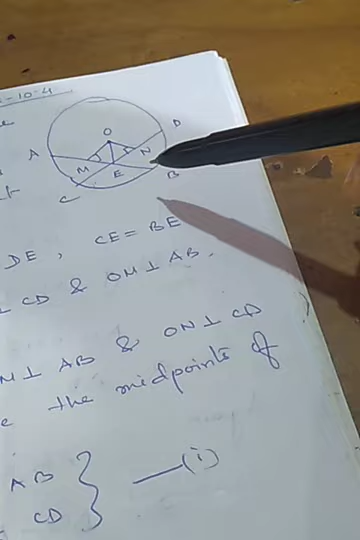 -10-4
O
D
A
M
N
E
B
C
DE, CE = BE
⊥ CD & OM ⊥ AB.
M ⊥ AB & ON ⊥ CD
the midpoints of
AB
CD } —(i)